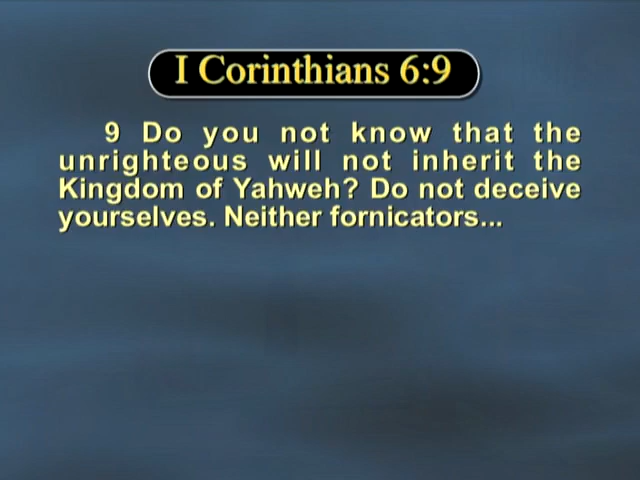 I Corinthians 6:9
9 Do you not know that the
unrighteous will not inherit the
Kingdom of Yahweh? Do not deceive
yourselves. Neither fornicators...